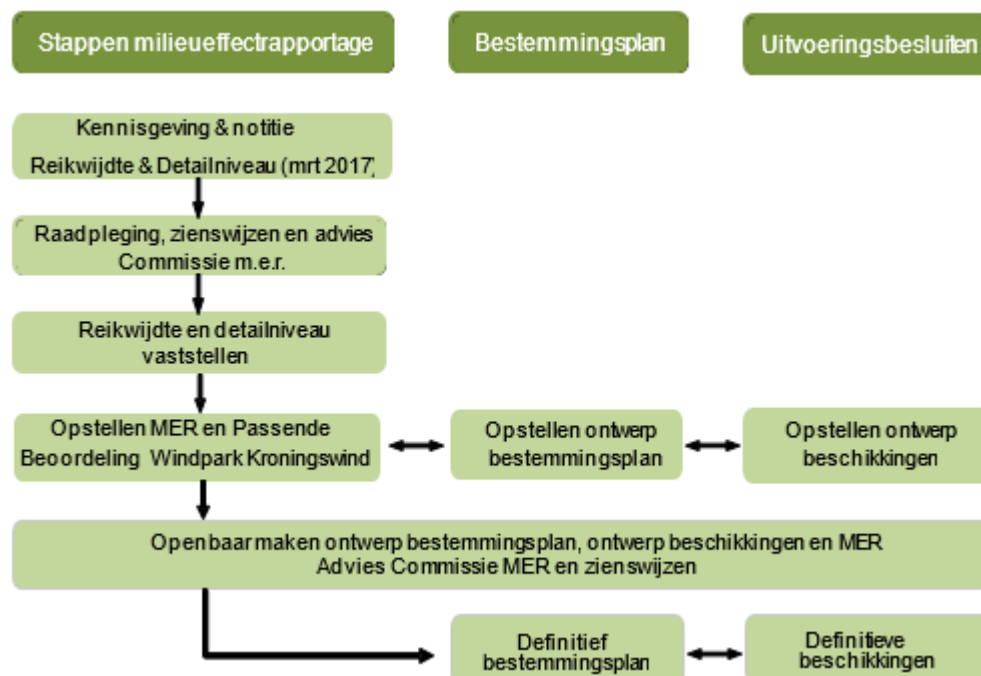 Stappen milieueffectrapportage
Bestemmingsplan
Uitvoeringsbesluiten
Kennisgeving & notitie
Reikwijdte & Detailniveau (mrt 2017)
Raadpleging, zienswijzen en advies
Commissie m.e.r.
Reikwijdte en detailniveau
vaststellen
Opstellen MER en Passende
Beoordeling Windpark Kroningswind
Opstellen ontwerp
bestemmingsplan
Opstellen ontwerp
beschikkingen
Openbaar maken ontwerp bestemmingsplan, ontwerp beschikkingen en MER
Advies Commissie MER en zienswijzen
Definitief
bestemmingsplan
Definitieve
beschikkingen